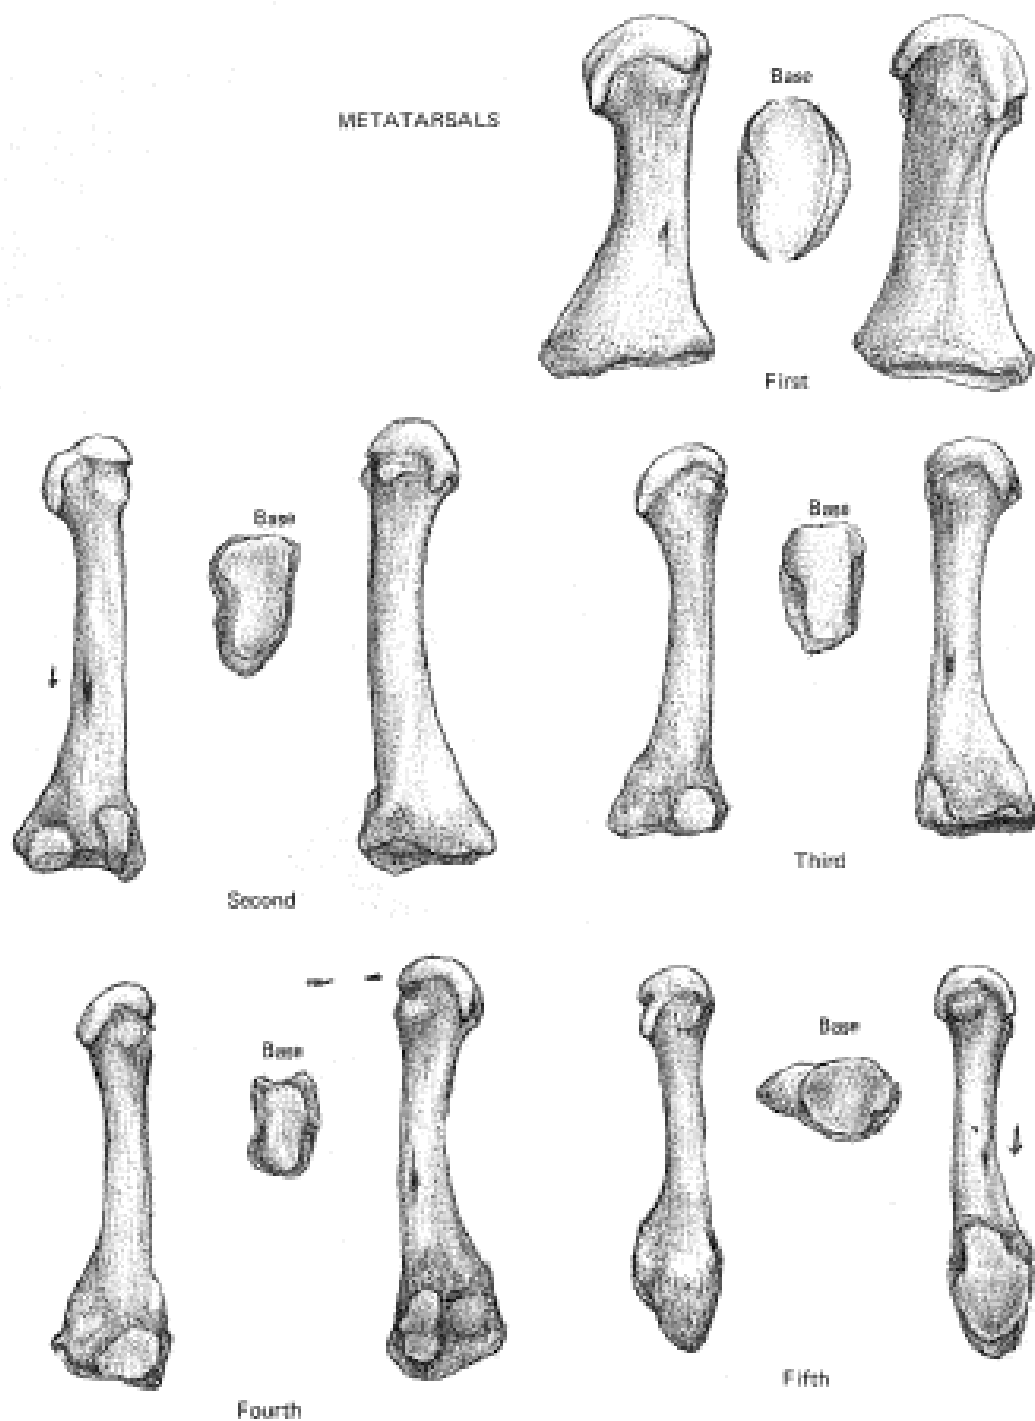 METATARSALS
Base
First
Base
Second
Base
Third
Base
Fourth
Base
Fifth